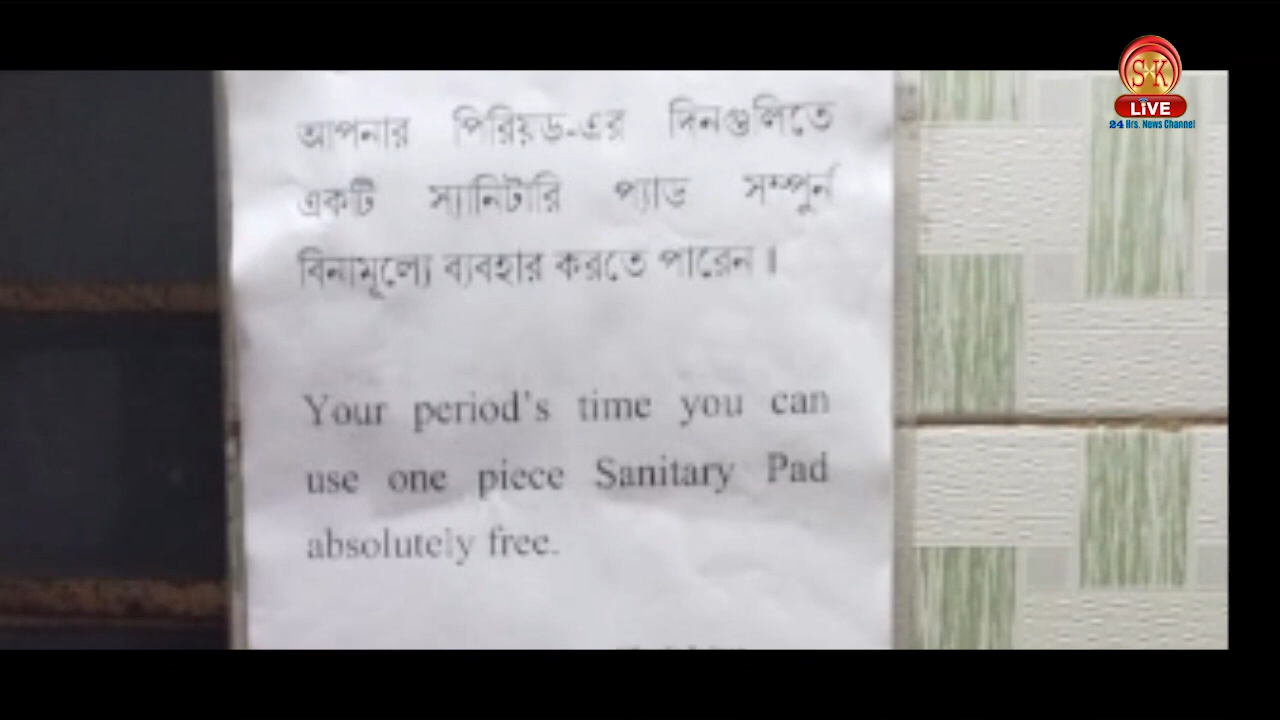 আপনার পিরিয়ড-এর দিনগুলিতে
একটি স্যানিটারি প্যাড সম্পুর্ন
বিনামূল্যে ব্যবহার করতে পারেন ।
Your period's time you can
use one piece Sanitary Pad
absolutely free.
S K
LiVE
24 Hrs. News Channel